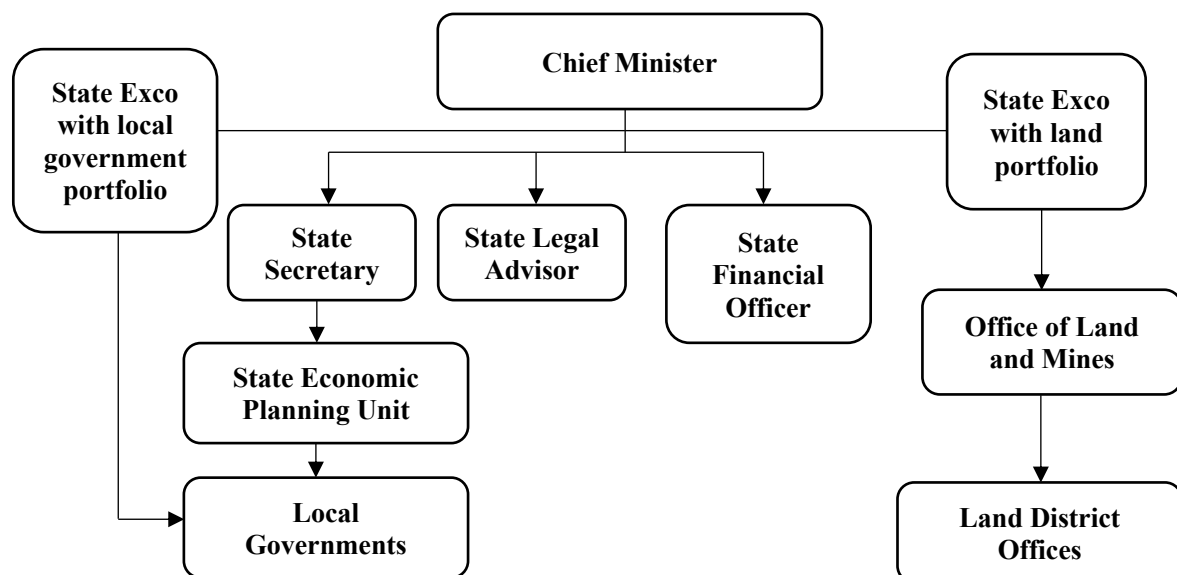 Chief Minister
State Exco
with local
government
portfolio
State Exco
with land
portfolio
State
Secretary
State Legal
Advisor
State
Financial
Officer
Office of Land
and Mines
State Economic
Planning Unit
Local
Governments
Land District
Offices